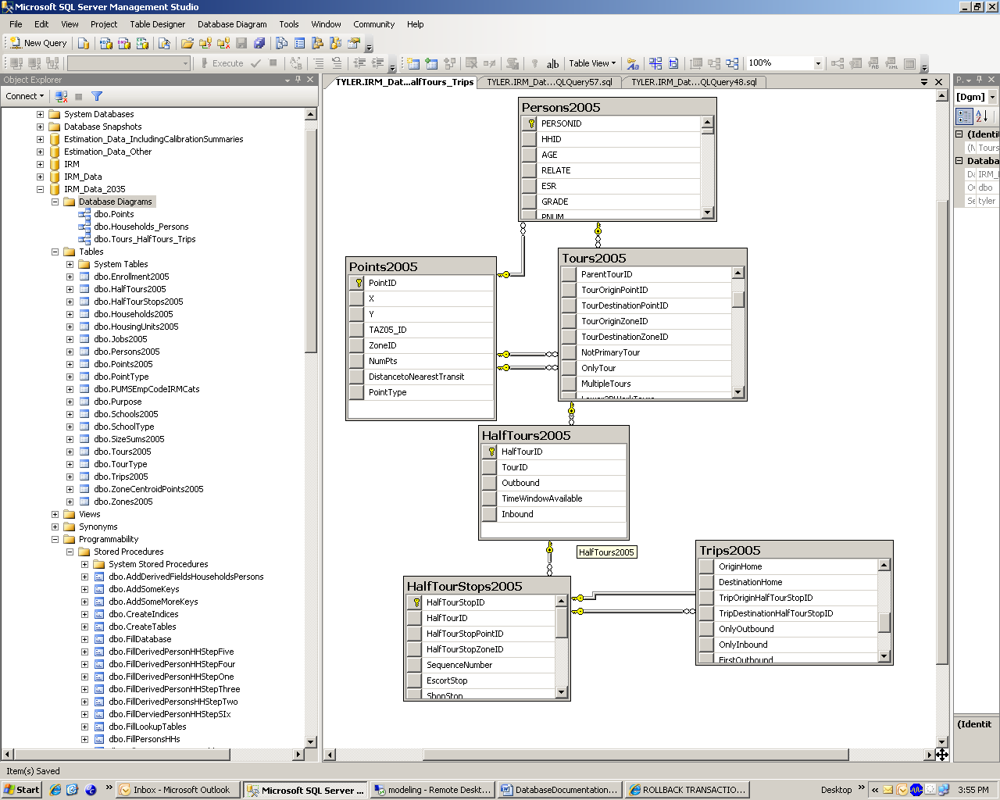 Microsoft SQL Server Management Studio
File Edit View Project Table Designer Database Diagram Tools Window Community Help
New Query
Execute
Table View
100%
Object Explorer
Connect
System Databases
Database Snapshots
Estimation_Data_IncludingCalibrationSummaries
Estimation_Data_Other
IRM
IRM_Data
IRM_Data_2035
Database Diagrams
dbo.Points
dbo.Households_Persons
dbo.Tours_HalfTours_Trips
Tables
System Tables
dbo.Enrollment2005
dbo.HalfTours2005
dbo.HalfTourStops2005
dbo.Households2005
dbo.HousingUnits2005
dbo.Jobs2005
dbo.Persons2005
dbo.Points2005
dbo.PointType
dbo.PUMSEmpCodeIRMCats
dbo.Purpose
dbo.Schools2005
dbo.SchoolType
dbo.SizeSums2005
dbo.Tours2005
dbo.TourType
dbo.Trips2005
dbo.ZoneCentroidPoints2005
dbo.Zones2005
Views
Synonyms
Programmability
Stored Procedures
System Stored Procedures
dbo.AddDerivedFieldsHouseholdsPersons
dbo.AddSomeKeys
dbo.AddSomeMoreKeys
dbo.CreateIndices
dbo.CreateTables
dbo.FillDatabase
dbo.FillDerivedPersonHHStepFive
dbo.FillDerivedPersonHHStepFour
dbo.FillDerivedPersonHHStepOne
dbo.FillDerivedPersonHHStepThree
dbo.FillDerivedPersonsHHStepTwo
dbo.FillDerviedPersonHHStepSIx
dbo.FillLookupTables
dbo.FillPersonsHHs
TYLER.IRM_Dat...alfTours_Trips
TYLER.IRM_Dat...QLQuery57.sql
TYLER.IRM_Dat...QLQuery48.sql
Persons2005
PERSONID
HHID
AGE
RELATE
ESR
GRADE
PNUM
Points2005
PointID
X
Y
TAZ05_ID
ZoneID
NumPts
DistancetoNearestTransit
PointType
Tours2005
ParentTourID
TourOriginPointID
TourDestinationPointID
TourOriginZoneID
TourDestinationZoneID
NotPrimaryTour
OnlyTour
MultipleTours
HalfTours2005
HalfTourID
TourID
Outbound
TimeWindowAvailable
Inbound
HalfTours2005
HalfTourStops2005
HalfTourStopID
HalfTourID
HalfTourStopPointID
HalfTourStopZoneID
SequenceNumber
EscortStop
ShopStop
Trips2005
OriginHome
DestinationHome
TripOriginHalfTourStopID
TripDestinationHalfTourStopID
OnlyOutbound
OnlyInbound
FirstOutbound
P..
[Dgm]
(Identit
(N Tours
Databa
Da IRM_I
O dbo
Se tyler
(Identit
Item(s) Saved
Start
Inbox - Microsoft Outlook
Microsoft SQL Server ...
modeling - Remote Deskt...
DatabaseDocumentation...
ROLLBACK TRANSACTIO...
Desktop
3:55 PM